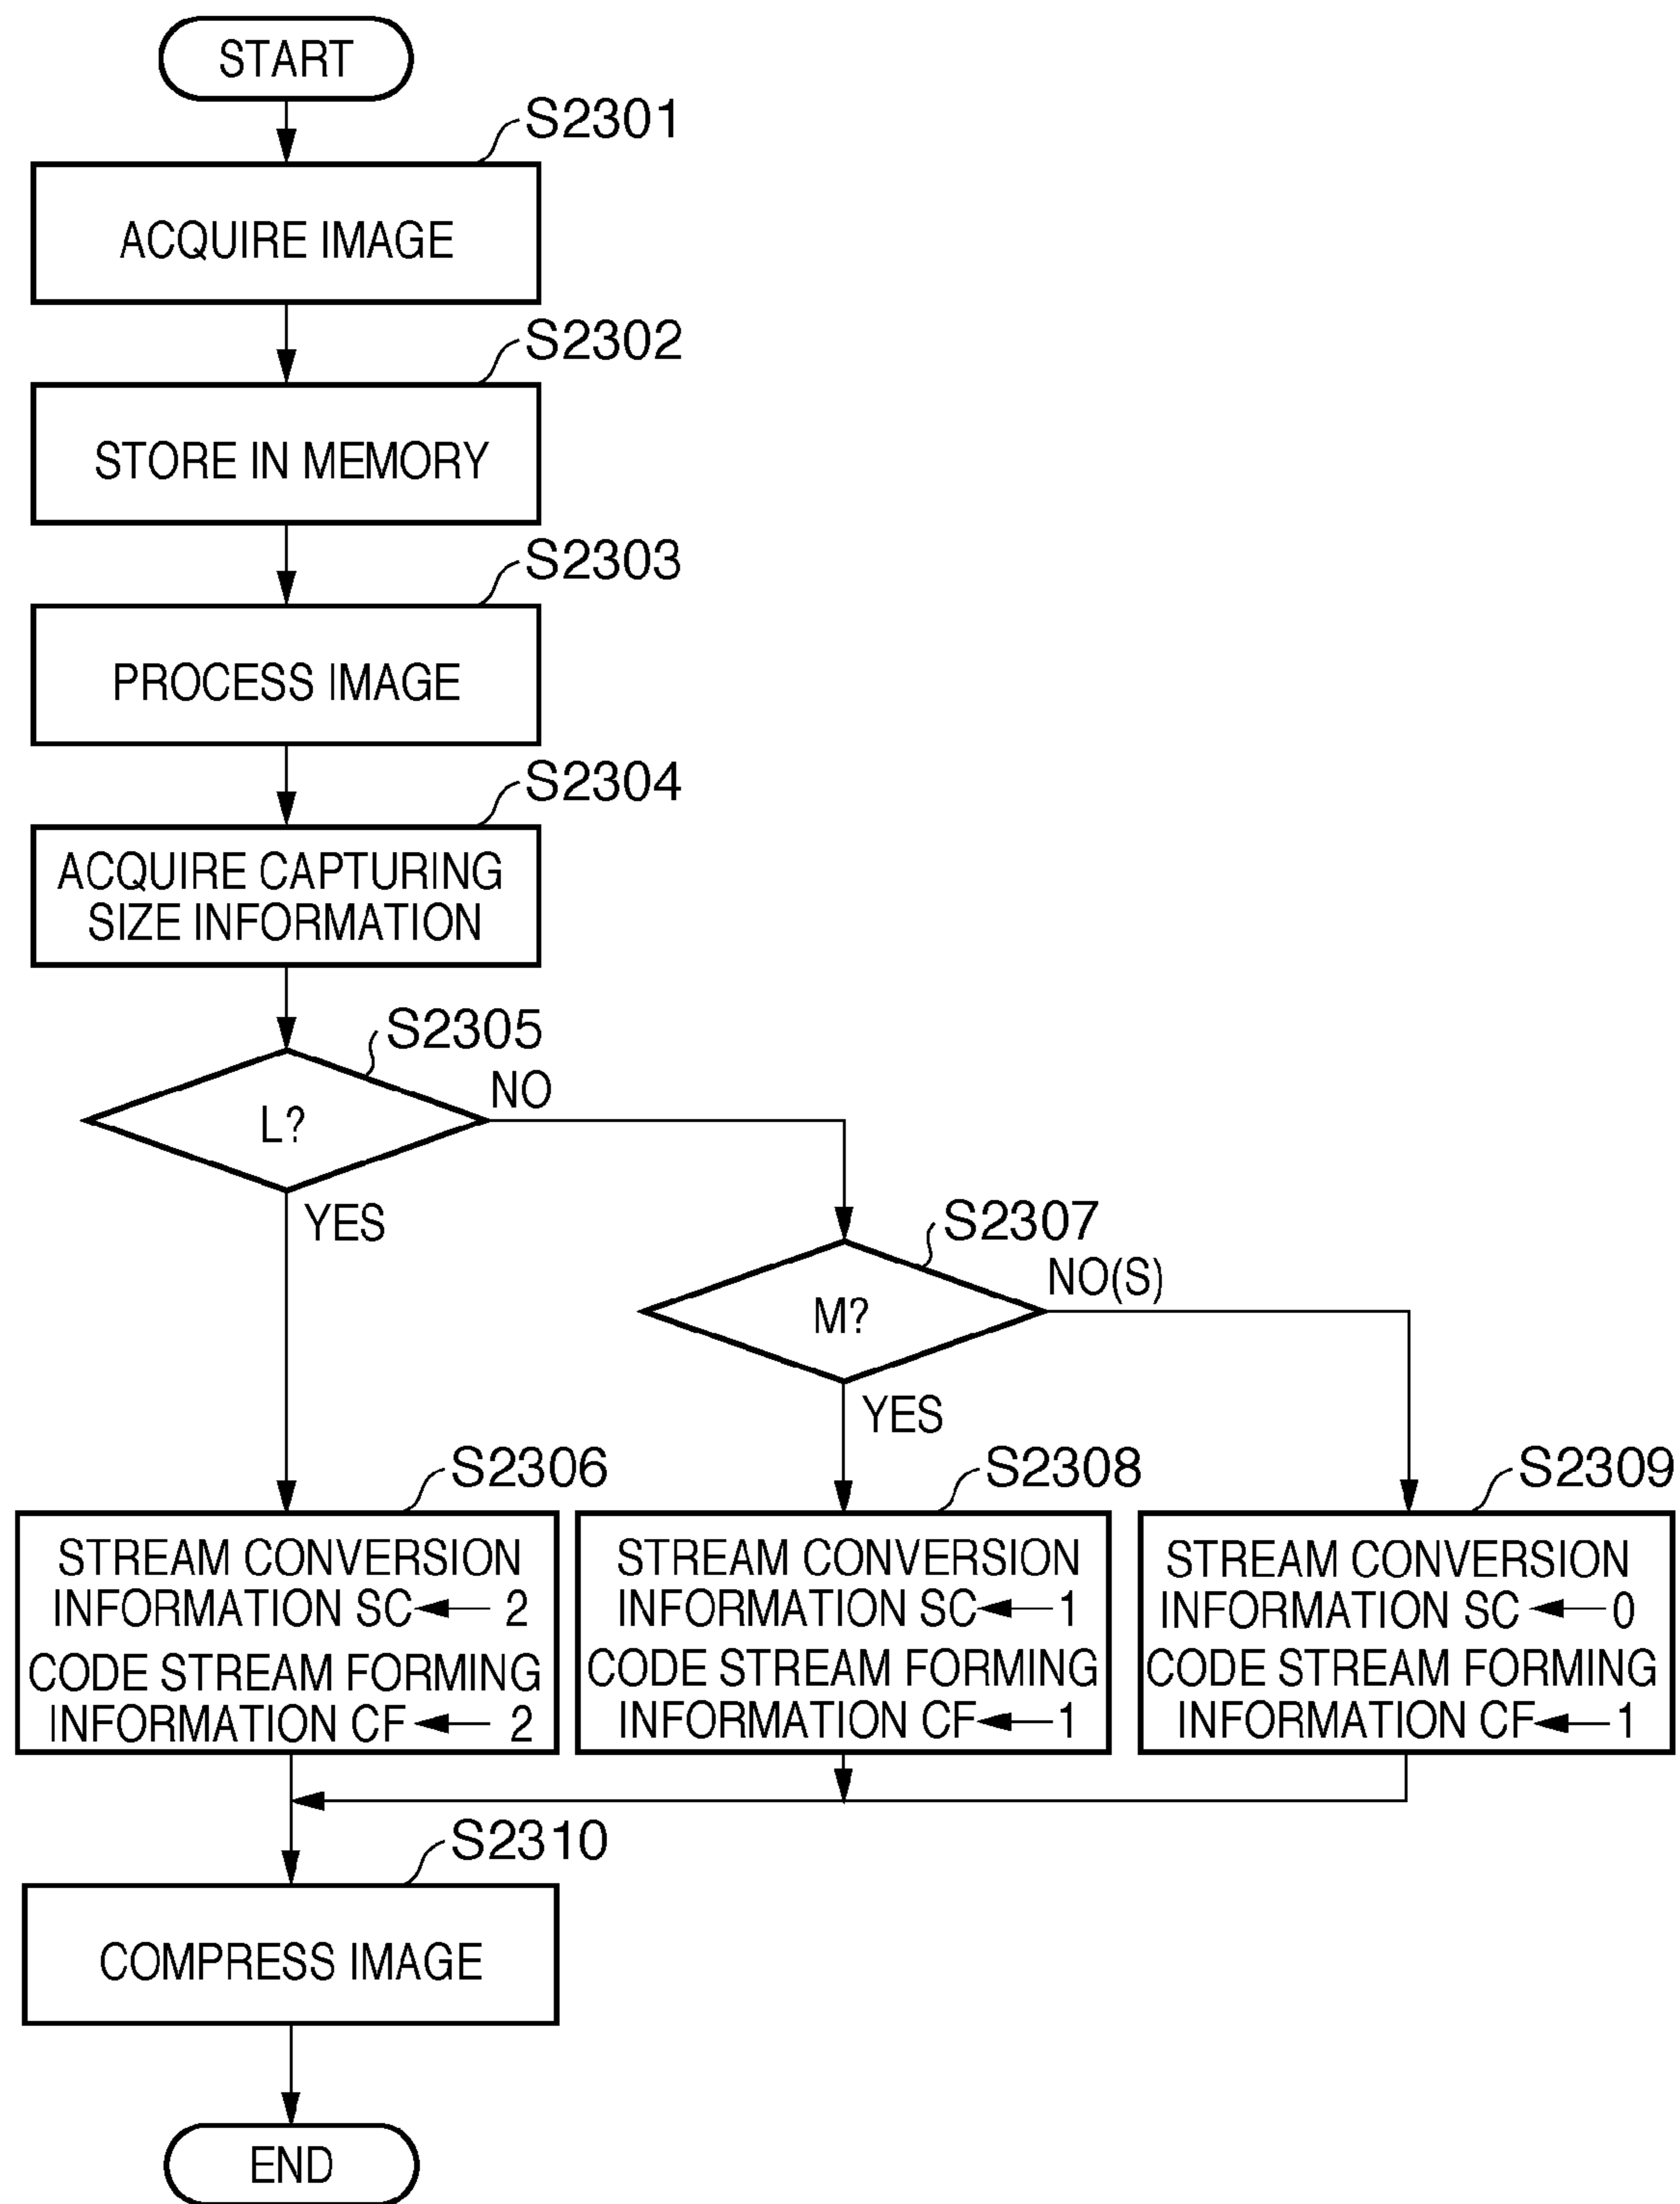 START
S2301
ACQUIRE IMAGE
S2302
STORE IN MEMORY
S2303
PROCESS IMAGE
S2304
ACQUIRE CAPTURING
SIZE INFORMATION
S2305
L?
NO
YES
S2307
M?
NO(S)
YES
S2306
STREAM CONVERSION
INFORMATION SC ← 2
CODE STREAM FORMING
INFORMATION CF ← 2
S2308
STREAM CONVERSION
INFORMATION SC ← 1
CODE STREAM FORMING
INFORMATION CF ← 1
S2309
STREAM CONVERSION
INFORMATION SC ← 0
CODE STREAM FORMING
INFORMATION CF ← 1
S2310
COMPRESS IMAGE
END